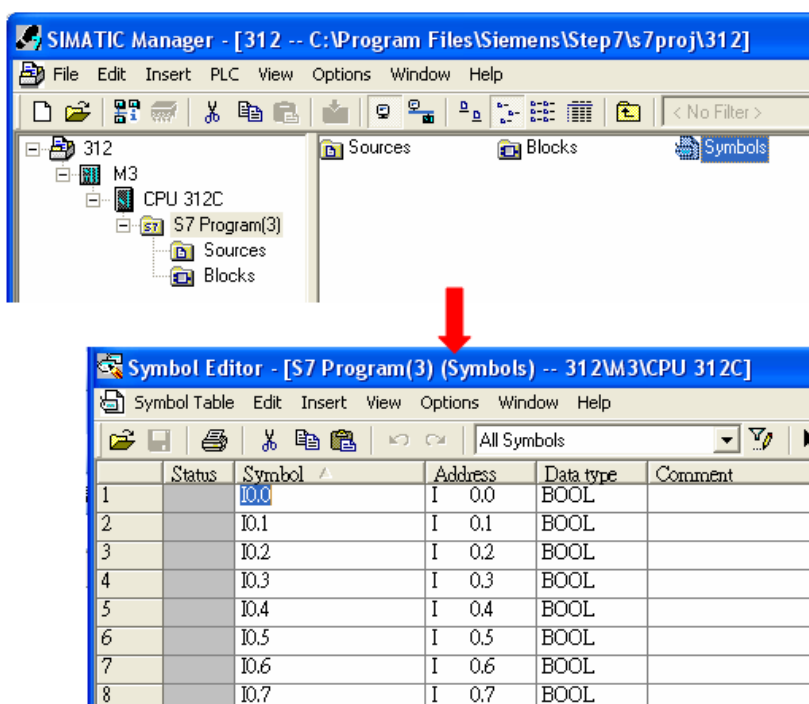 SIMATIC Manager - [312 -- C:\Program Files\Siemens\Step7\s7proj\312]
File Edit Insert PLC View Options Window Help
< No Filter >
312
M3
CPU 312C
S7 Program(3)
Sources
Blocks
Sources Blocks Symbols
Symbol Editor - [S7 Program(3) (Symbols) -- 312\M3\CPU 312C]
Symbol Table Edit Insert View Options Window Help
All Symbols
Status Symbol Address Data type Comment
1 I0.0 I 0.0 BOOL
2 I0.1 I 0.1 BOOL
3 I0.2 I 0.2 BOOL
4 I0.3 I 0.3 BOOL
5 I0.4 I 0.4 BOOL
6 I0.5 I 0.5 BOOL
7 I0.6 I 0.6 BOOL
8 I0.7 I 0.7 BOOL